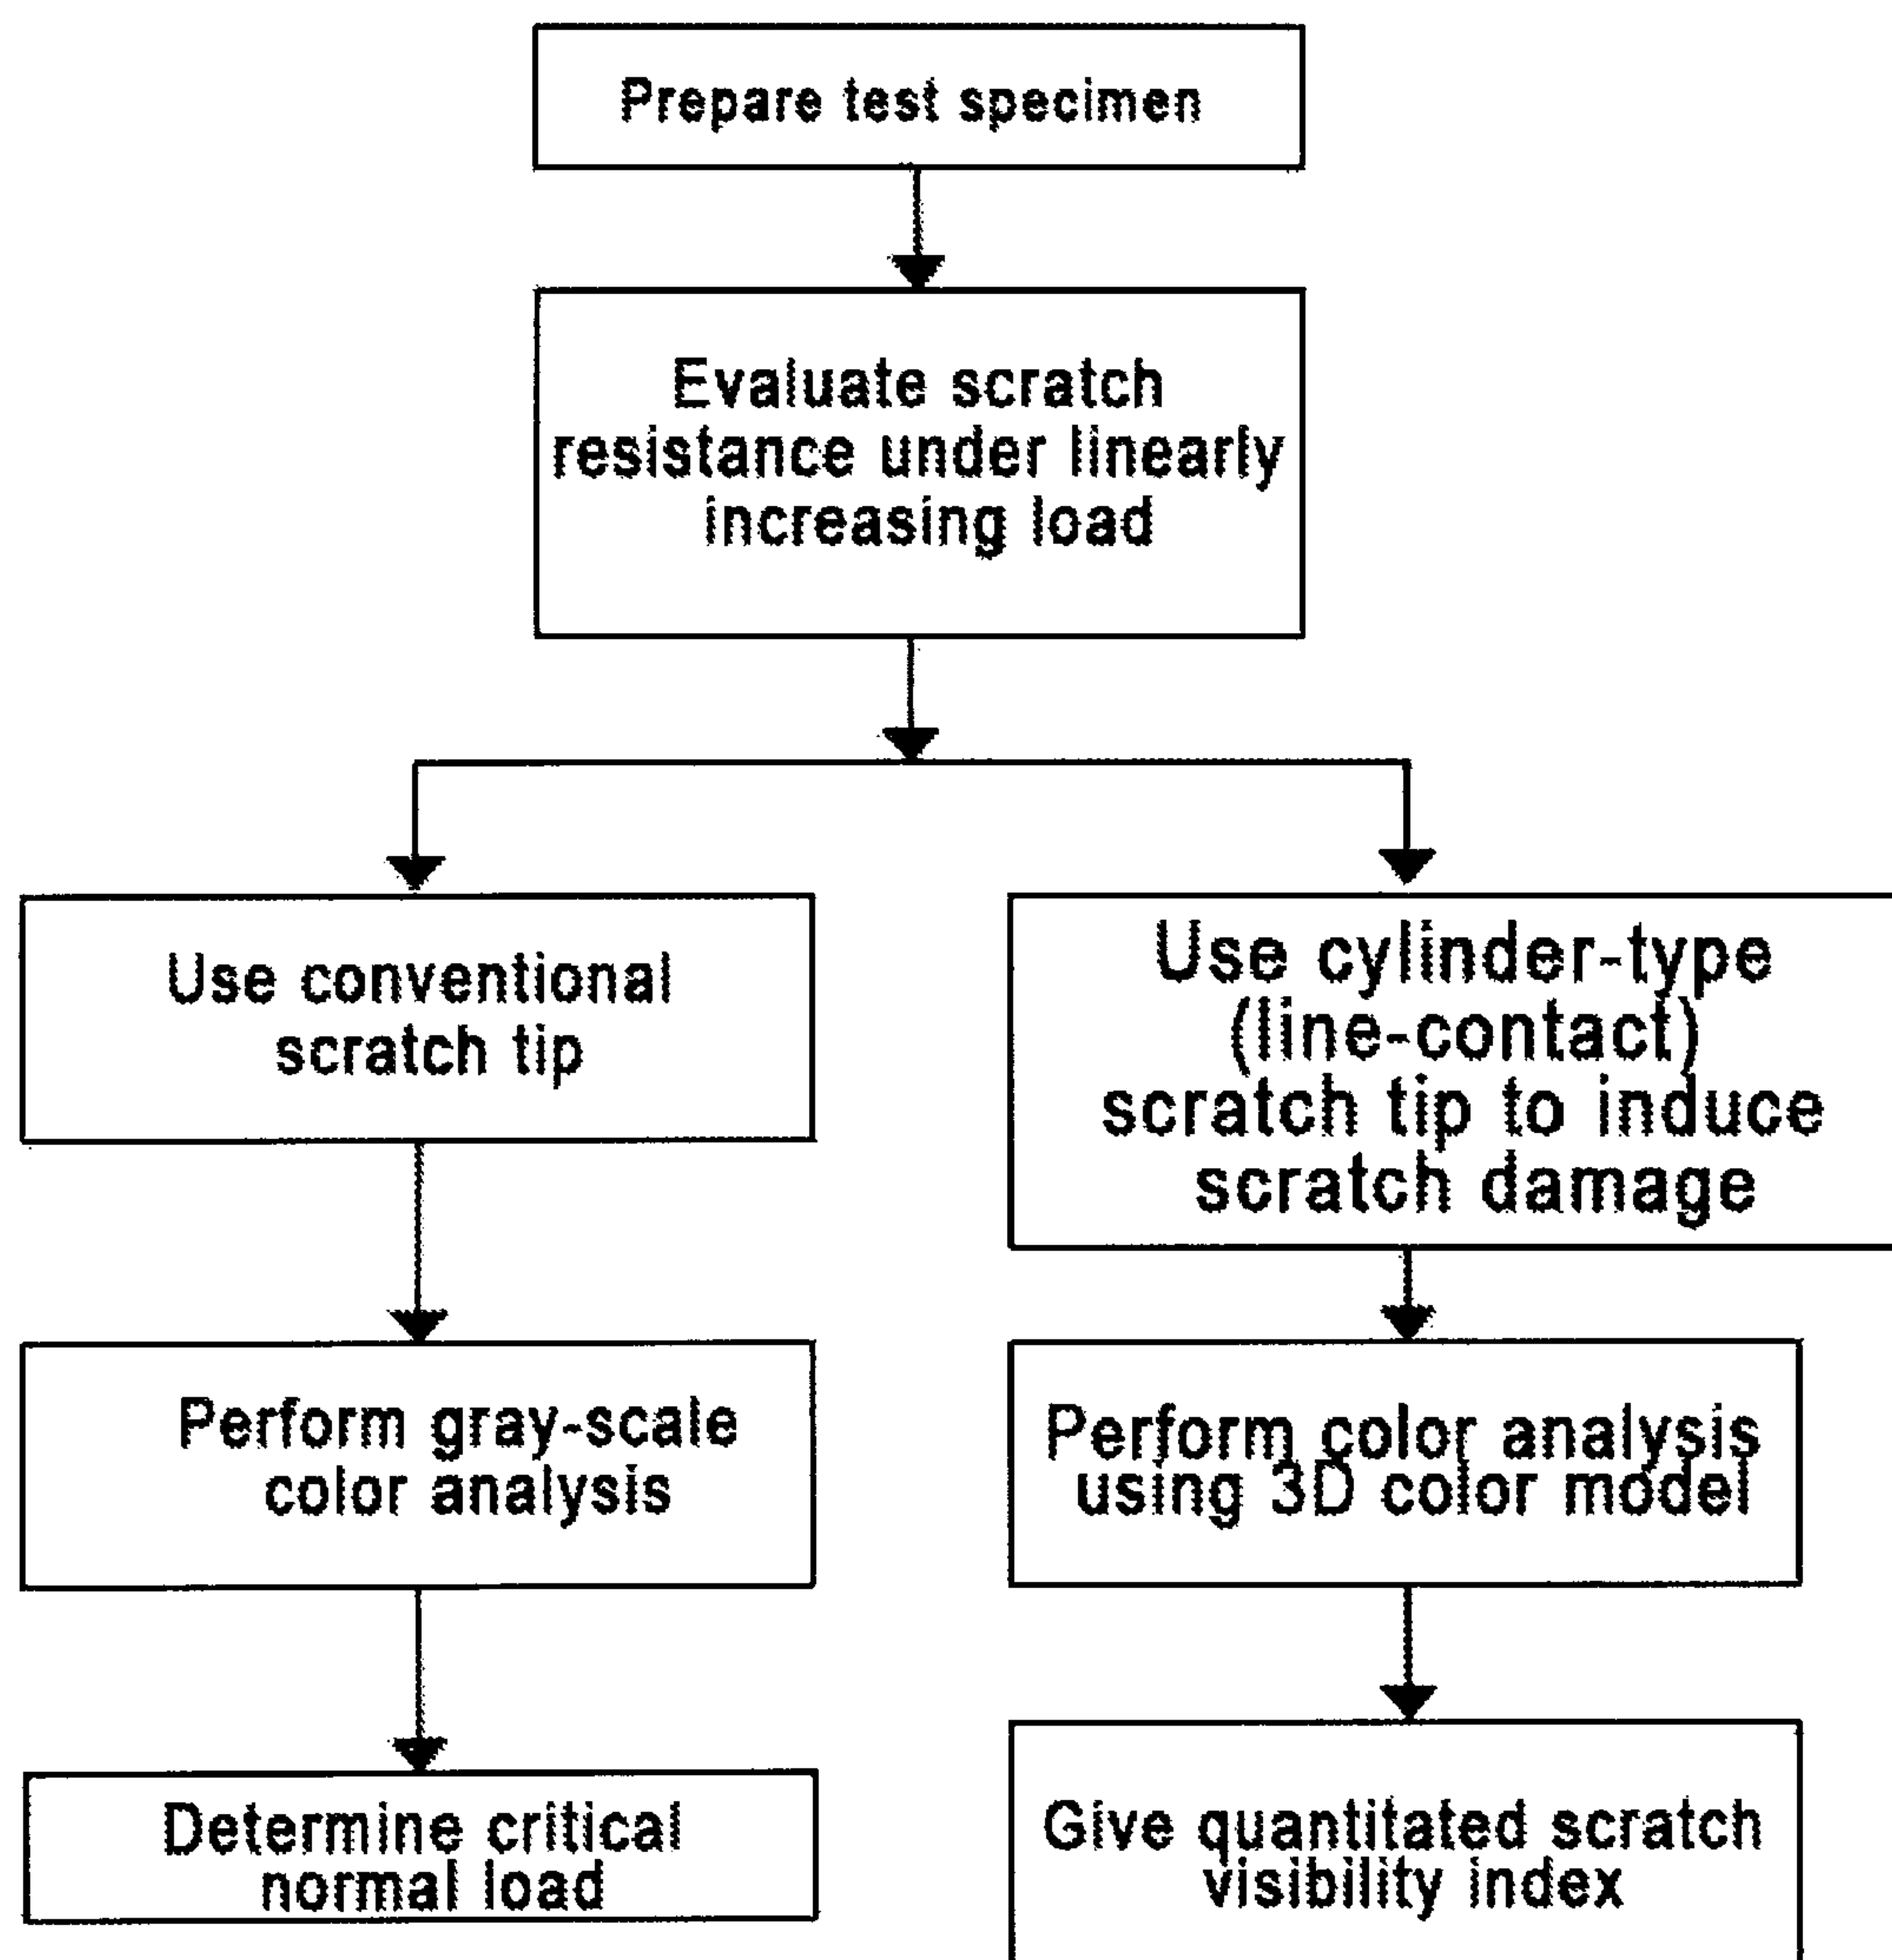 Prepare test specimen
Evaluate scratch
resistance under linearly
increasing load
Use conventional
scratch tip
Use cylinder-type
(line-contact)
scratch tip to induce
scratch damage
Perform gray-scale
color analysis
Perform color analysis
using 3D color model
Determine critical
normal load
Give quantitated scratch
visibility index